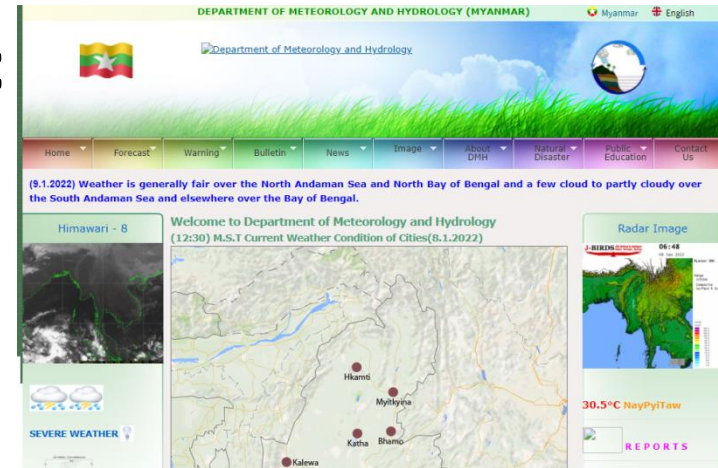 DEPARTMENT OF METEOROLOGY AND HYDROLOGY (MYANMAR)
Myanmar English
Department of Meteorology and Hydrology
Home Forecast Warning Bulletin News Image About DMH Natural Disaster Public Education Contact Us
(9.1.2022) Weather is generally fair over the North Andaman Sea and North Bay of Bengal and a few cloud to partly cloudy over
the South Andaman Sea and elsewhere over the Bay of Bengal.
Himawari - 8
Welcome to Department of Meteorology and Hydrology
(12:30) M.S.T Current Weather Condition of Cities(8.1.2022)
Radar Image
J-BIRDS
06:48
Hkamti
Myitkyina
Katha
Bhamo
Kalewa
30.5°C NayPyiTaw
SEVERE WEATHER
REPORTS